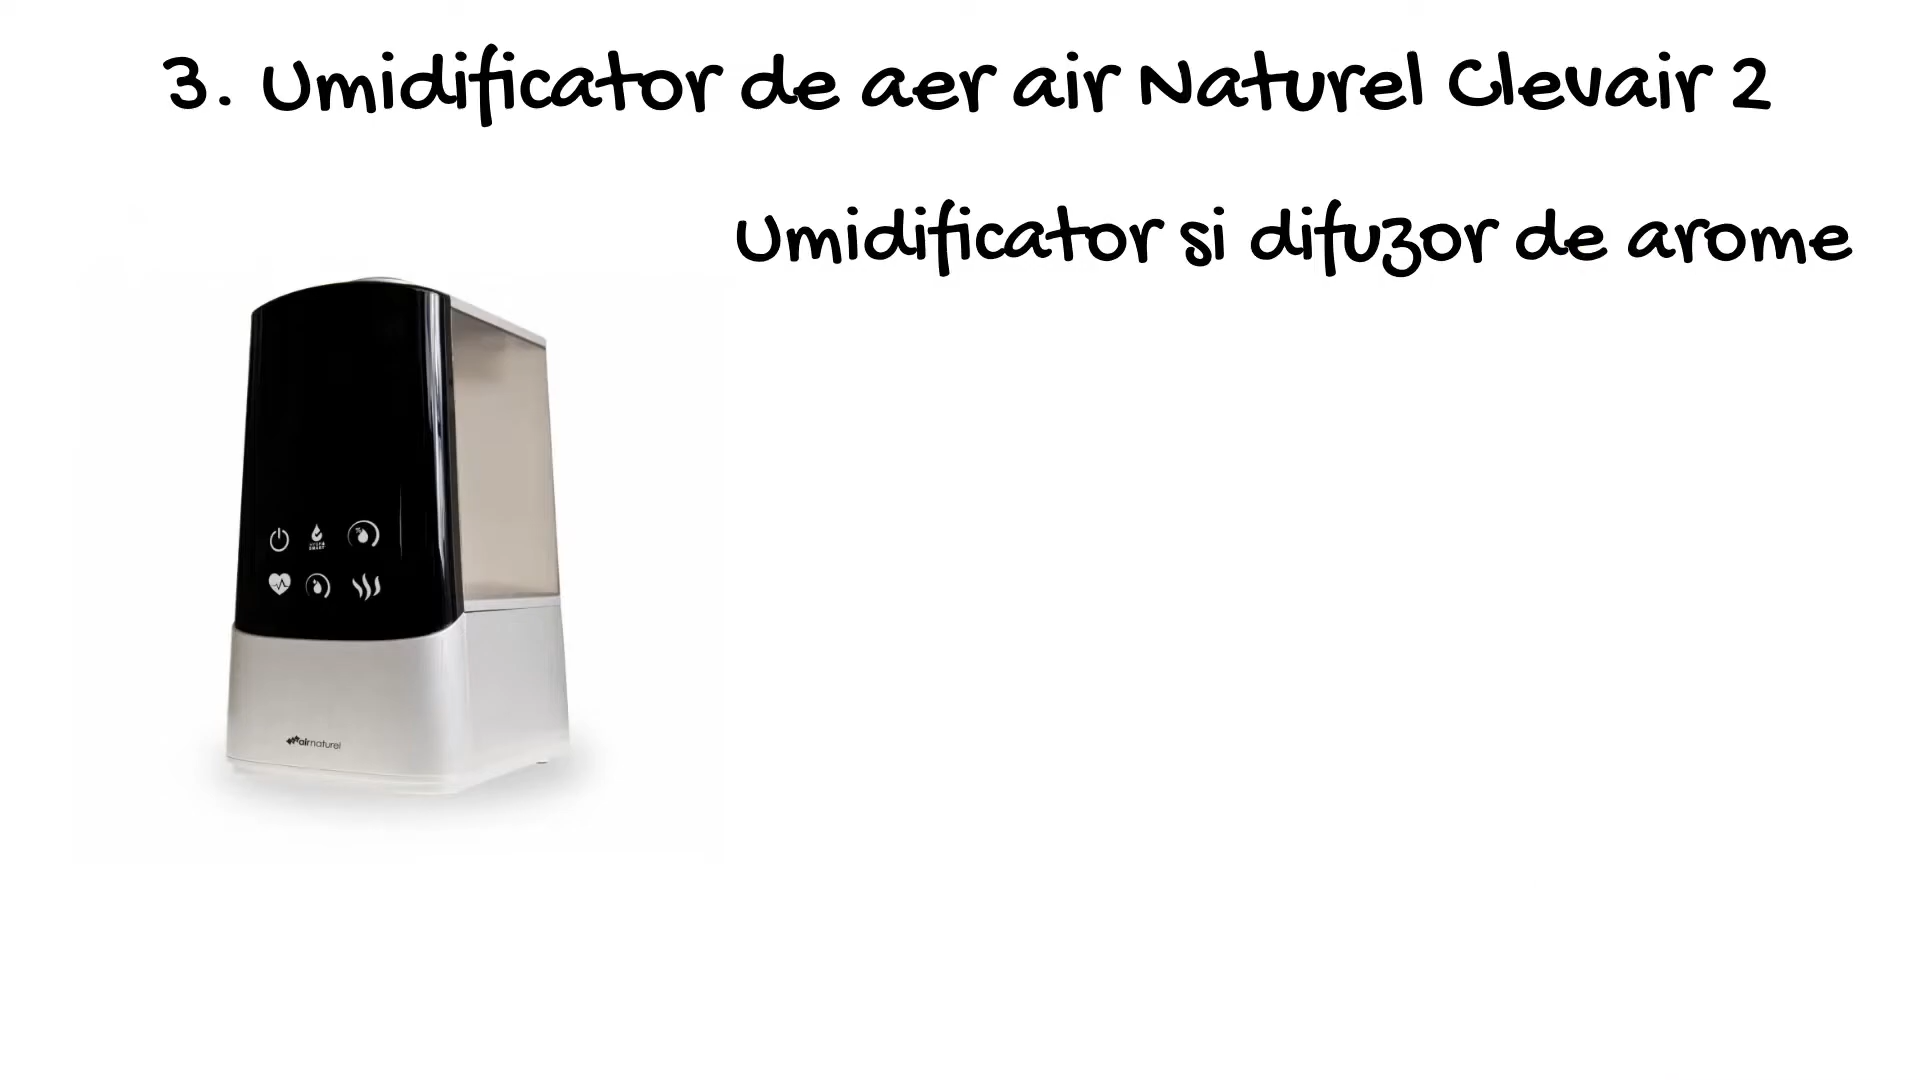 3. Umidificator de aer air Naturel Clevair 2
Umidificator si difuzor de arome
airnaturel